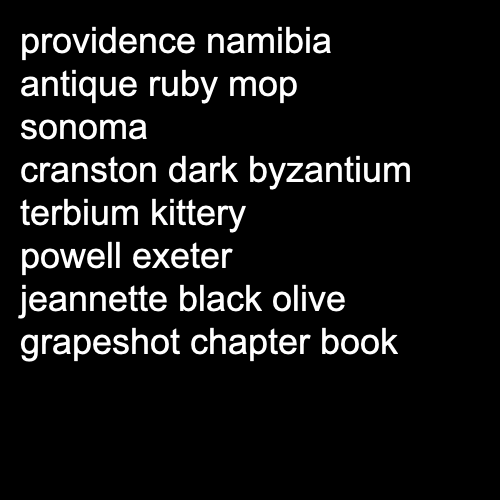 providence namibia
antique ruby mop
sonoma
cranston dark byzantium
terbium kittery
powell exeter
jeannette black olive
grapeshot chapter book